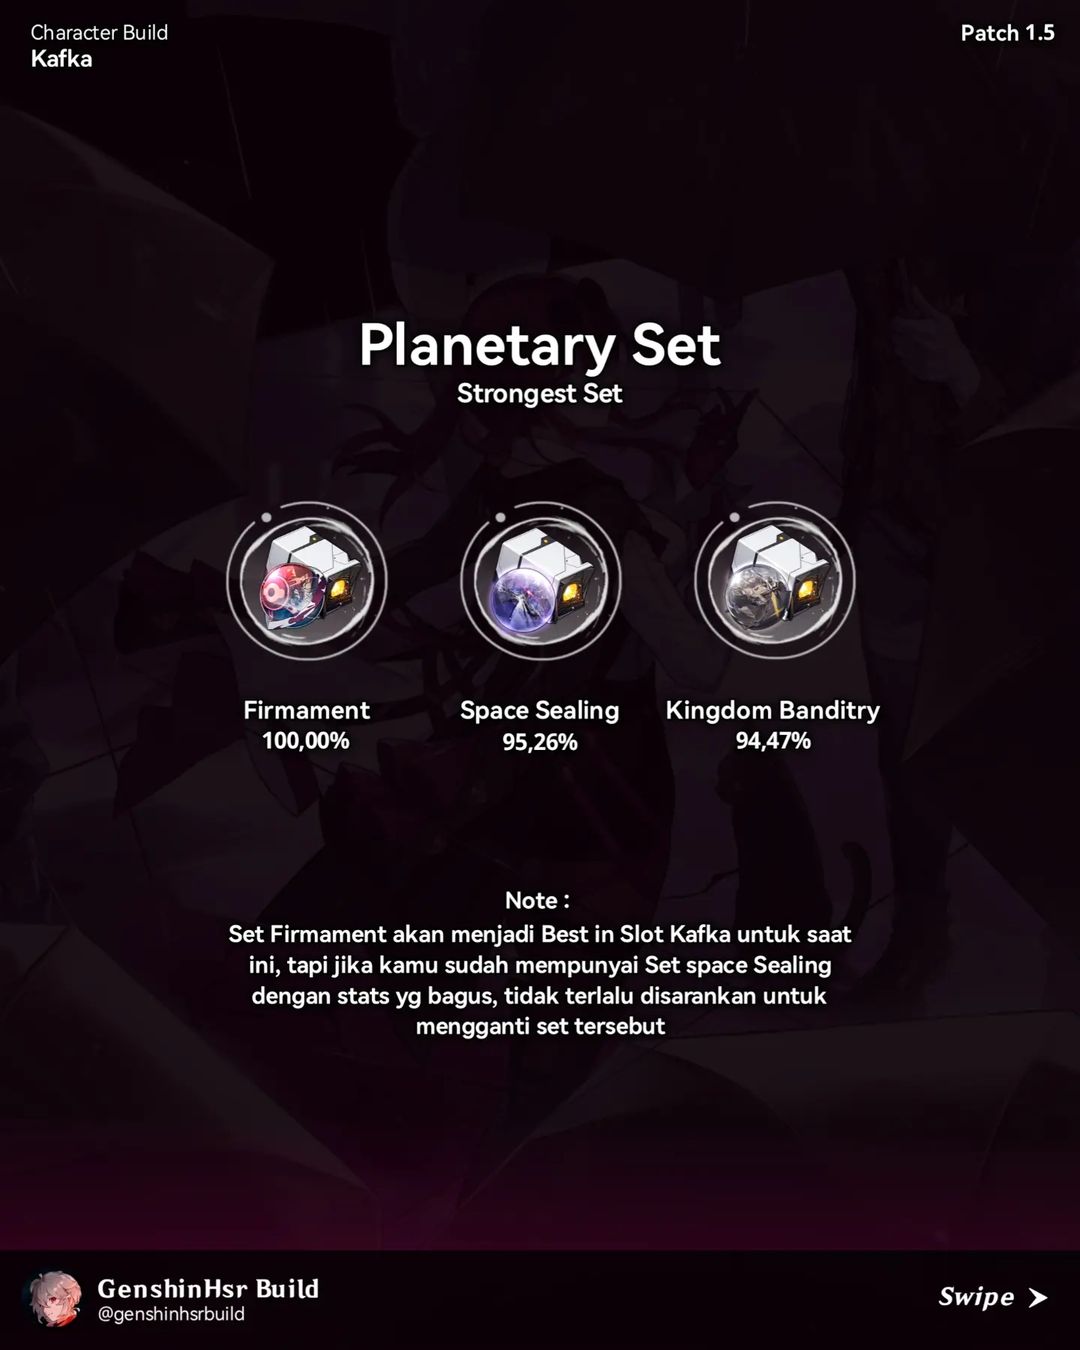 Character Build
Kafka
Patch 1.5
Planetary Set
Strongest Set
Firmament
100,00%
Space Sealing
95,26%
Kingdom Banditry
94,47%
Note :
Set Firmament akan menjadi Best in Slot Kafka untuk saat
ini, tapi jika kamu sudah mempunyai Set space Sealing
dengan stats yg bagus, tidak terlalu disarankan untuk
mengganti set tersebut
GenshinHsr Build
@genshinhsrbuild
Swipe